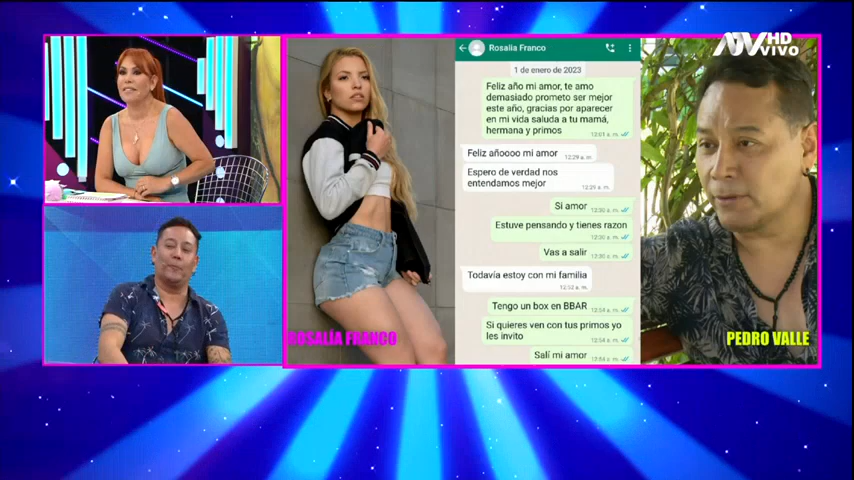 ATV HD
VIVO
Rosalia Franco
1 de enero de 2023
Feliz año mi amor, te amo
demasiado prometo ser mejor
este año, gracias por aparecer
en mi vida saluda a tu mamá,
hermana y primos
12:01 a. m.
Feliz añoooo mi amor
12:29 a. m.
Espero de verdad nos
entendamos mejor
12:29 a. m.
Si amor
12:30 a. m.
Estuve pensando y tienes razon
12:30 a. m.
Vas a salir
12:30 a. m.
Todavía estoy con mi familia
12:52 a. m.
Tengo un box en BBAR
12:54 a. m.
Si quieres ven con tus primos yo
les invito
12:54 a. m.
Salí mi amor
12:56 a. m.
ROSALÍA FRANCO
PEDRO VALLE